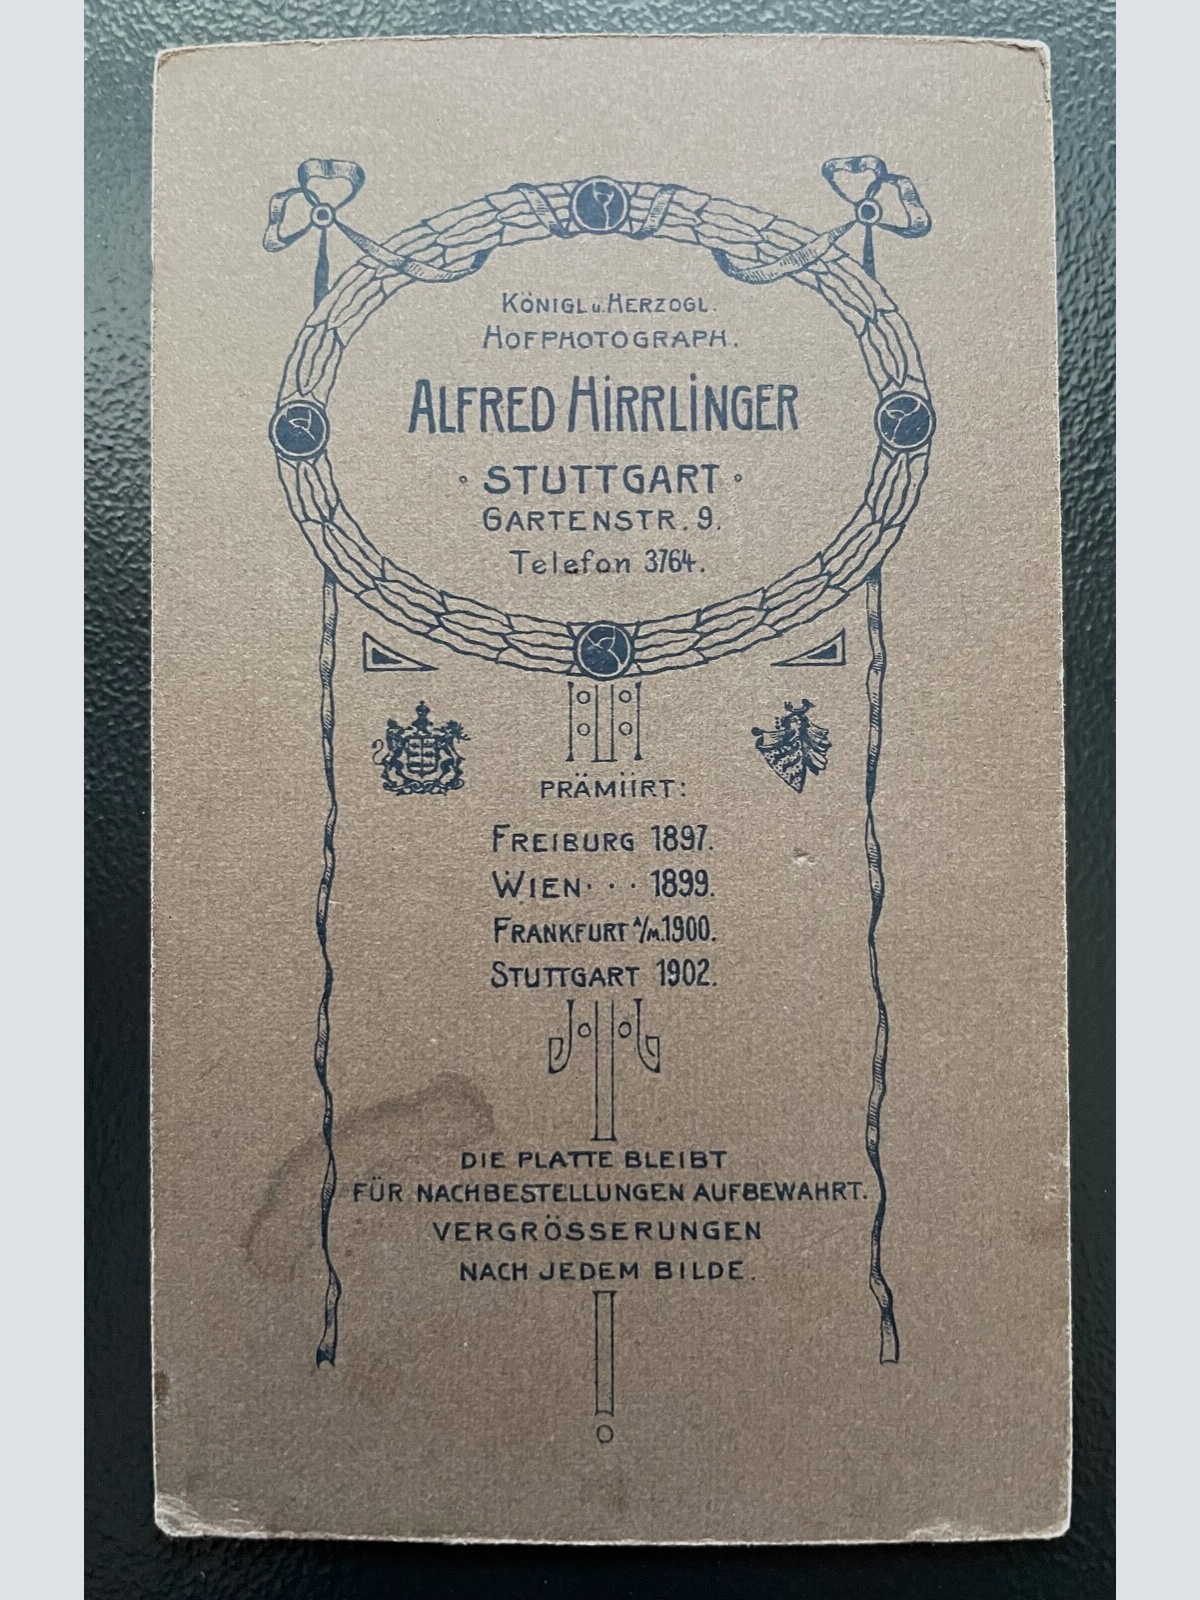 KÖNIGL u. HERZOGL.
HOFPHOTOGRAPH.
ALFRED HIRRLINGER
· STUTTGART ·
GARTENSTR. 9.
Telefon 3764.
PRÄMIIRT:
FREIBURG 1897.
WIEN · · · 1899.
FRANKFURT A/M. 1900.
STUTTGART 1902.
DIE PLATTE BLEIBT
FÜR NACHBESTELLUNGEN AUFBEWAHRT.
VERGRÖSSERUNGEN
NACH JEDEM BILDE.